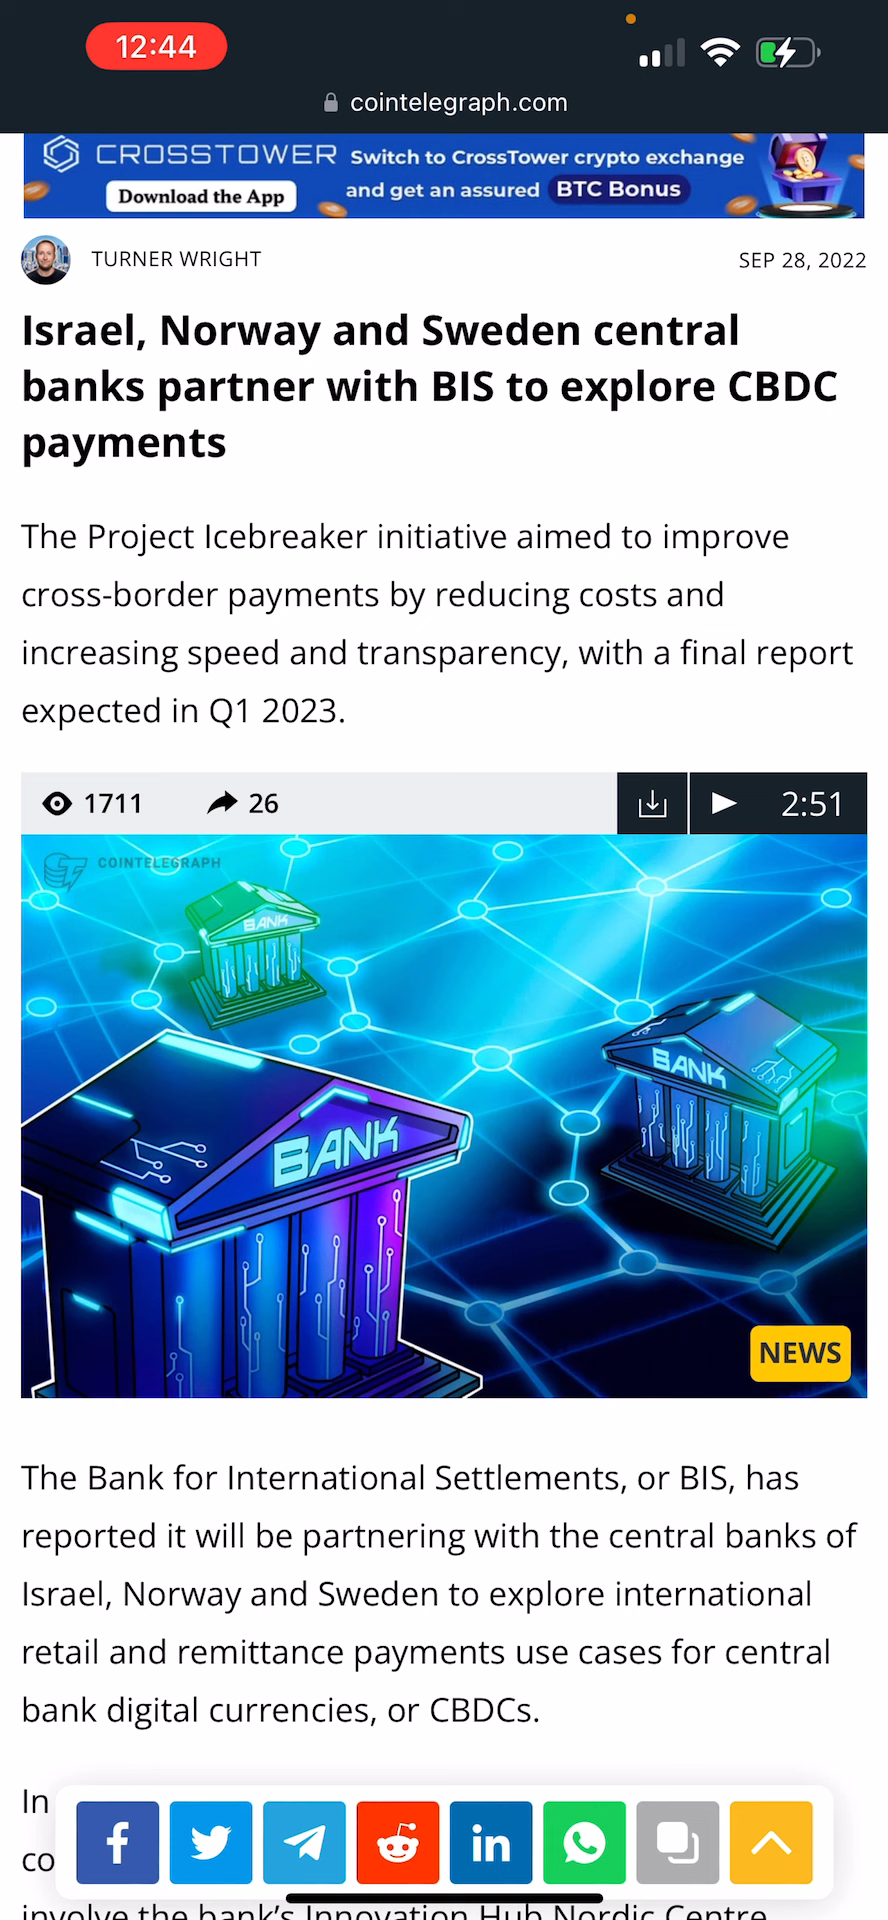 12:44
cointelegraph.com
CROSSTOWER Switch to CrossTower crypto exchange
Download the App and get an assured BTC Bonus
TURNER WRIGHT SEP 28, 2022
Israel, Norway and Sweden central
banks partner with BIS to explore CBDC
payments
The Project Icebreaker initiative aimed to improve
cross-border payments by reducing costs and
increasing speed and transparency, with a final report
expected in Q1 2023.
1711 26 2:51
COINTELEGRAPH
BANK
BANK
BANK
NEWS
The Bank for International Settlements, or BIS, has
reported it will be partnering with the central banks of
Israel, Norway and Sweden to explore international
retail and remittance payments use cases for central
bank digital currencies, or CBDCs.
In
co
involve the bank's Innovation Hub Nordic Centre